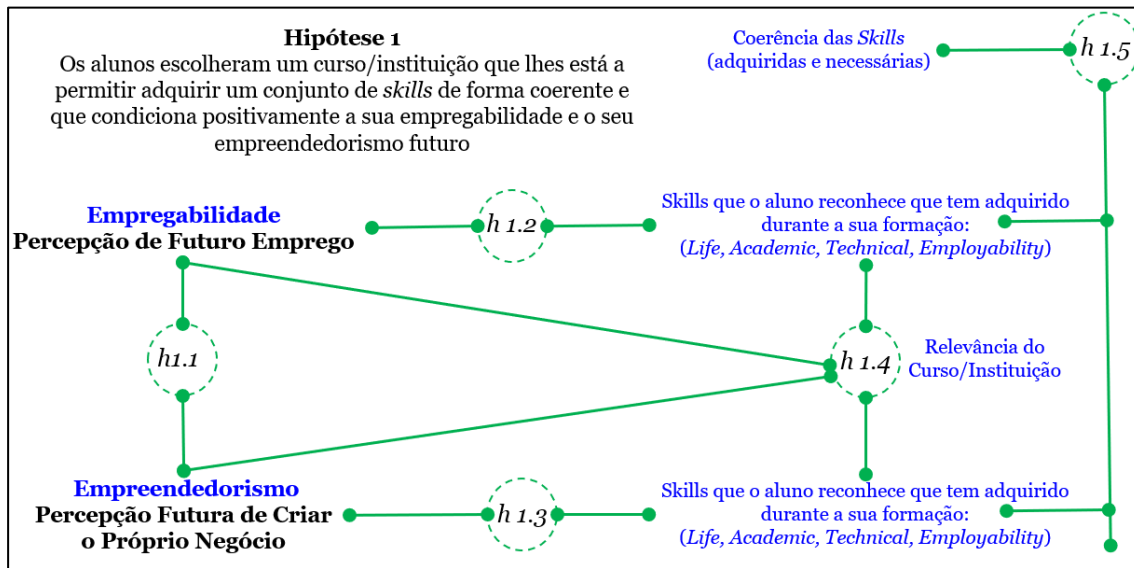 Hipótese 1
Os alunos escolheram um curso/instituição que lhes está a
permitir adquirir um conjunto de skills de forma coerente e
que condiciona positivamente a sua empregabilidade e o seu
empreendedorismo futuro
Coerência das Skills
(adquiridas e necessárias)
h 1.5
Empregabilidade
Percepção de Futuro Emprego
h 1.2
Skills que o aluno reconhece que tem adquirido
durante a sua formação:
(Life, Academic, Technical, Employability)
h1.1
h 1.4
Relevância do
Curso/Instituição
Empreendedorismo
Percepção Futura de Criar
o Próprio Negócio
h 1.3
Skills que o aluno reconhece que tem adquirido
durante a sua formação:
(Life, Academic, Technical, Employability)